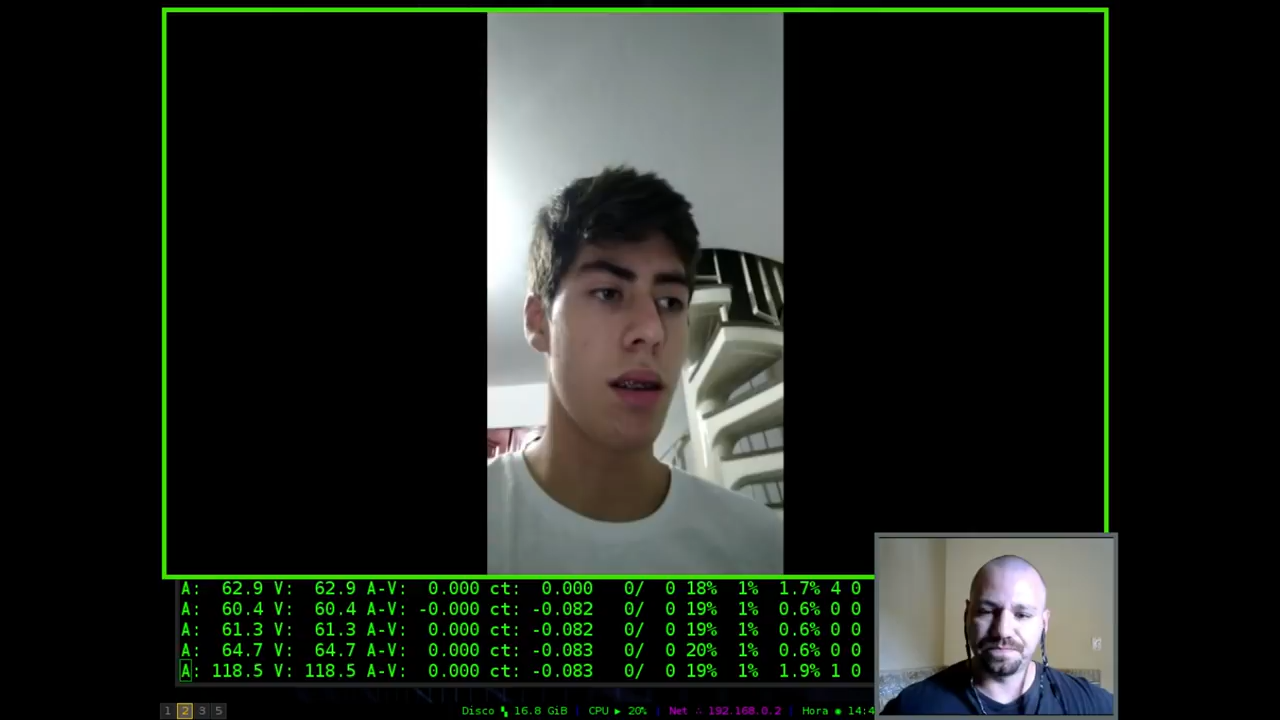 A: 62.9 V: 62.9 A-V: 0.000 ct: 0.000 0/ 0 18% 1% 1.7% 4 0
A: 60.4 V: 60.4 A-V: -0.000 ct: -0.082 0/ 0 19% 1% 0.6% 0 0
A: 61.3 V: 61.3 A-V: 0.000 ct: -0.082 0/ 0 19% 1% 0.6% 0 0
A: 64.7 V: 64.7 A-V: 0.000 ct: -0.083 0/ 0 20% 1% 0.6% 0 0
A: 118.5 V: 118.5 A-V: 0.000 ct: -0.083 0/ 0 19% 1% 1.9% 1 0
1 2 3 5 Disco 16.8 GiB | CPU ▶ 20% | Net ∴ 192.168.0.2 | Hora ◉ 14:4